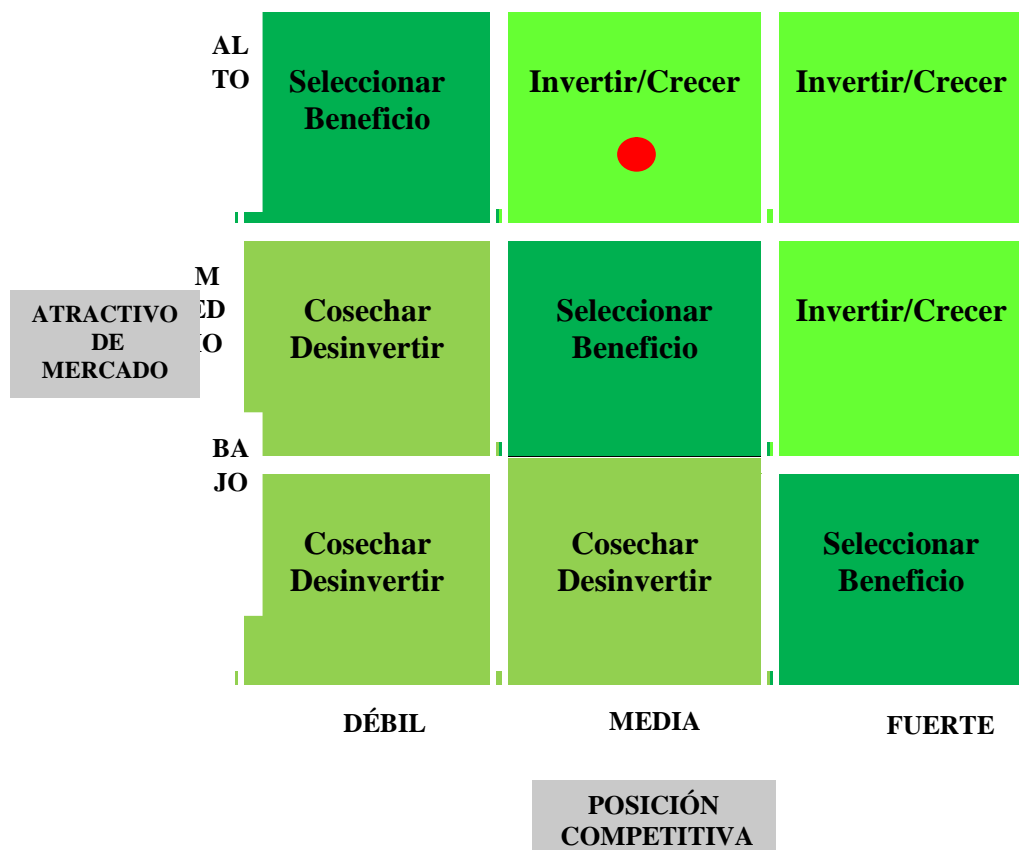 AL
TO
Seleccionar
Beneficio
Invertir/Crecer
Invertir/Crecer
M
ED
IO
ATRACTIVO
DE
MERCADO
Cosechar
Desinvertir
Seleccionar
Beneficio
Invertir/Crecer
BA
JO
Cosechar
Desinvertir
Cosechar
Desinvertir
Seleccionar
Beneficio
DÉBIL
MEDIA
FUERTE
POSICIÓN
COMPETITIVA